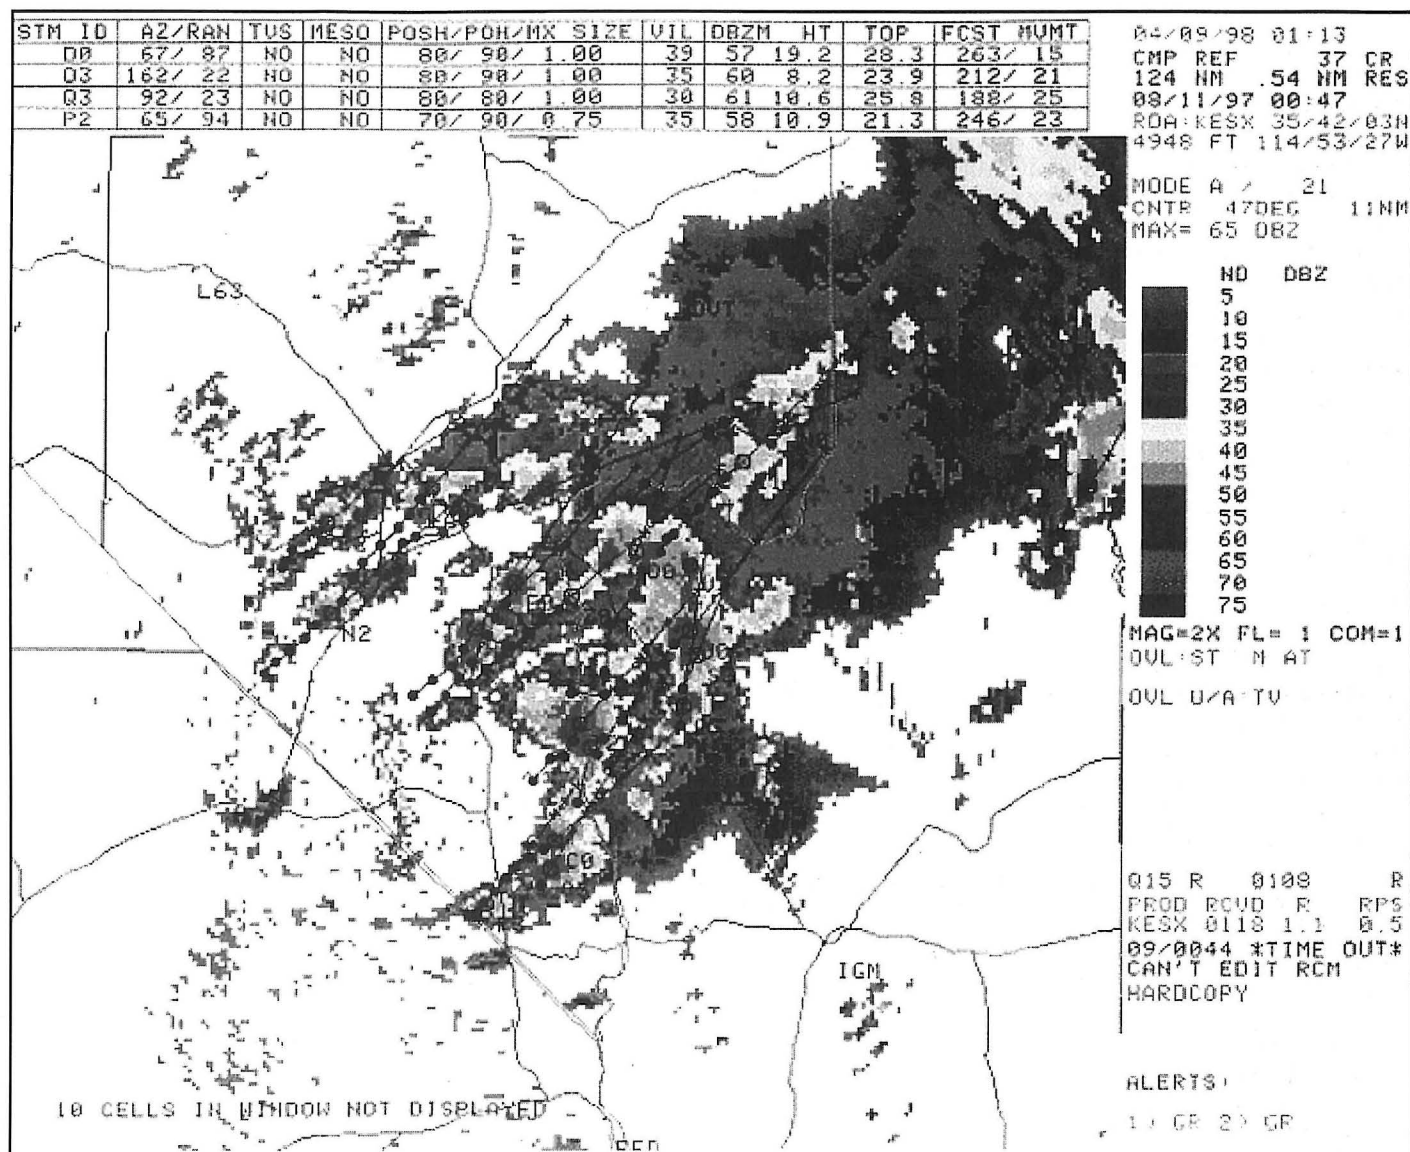 STM ID AZ/RAN TVS MESO POSH/POH/MX SIZE VIL DBZM HT TOP FCST MVMT
D0 67/ 87 NO NO 80/ 90/ 1.00 39 57 19.2 28.3 263/ 15
O3 162/ 22 NO NO 80/ 90/ 1.00 35 60 8.2 23.9 212/ 21
Q3 92/ 23 NO NO 80/ 80/ 1.00 30 61 10.6 25.8 188/ 25
P2 65/ 94 NO NO 70/ 90/ 0.75 35 58 10.9 21.3 246/ 23
04/09/98 01:13
CMP REF 37 CR
124 NM .54 NM RES
08/11/97 00:47
RDA:KESX 35/42/03N
4948 FT 114/53/27W
MODE A / 21
CNTR 47DEG 11NM
MAX= 65 DBZ
ND DBZ
5
10
15
20
25
30
35
40
45
50
55
60
65
70
75
MAG=2X FL= 1 COM=1
OVL:ST M AT
OVL U/A:TV
Q15 R 0108 R
PROD RCVD R RPS
KESX 0118 1.1 0.5
09/0044 *TIME OUT*
CAN'T EDIT RCM
HARDCOPY
ALERTS:
1) GR 2) GR
L63
N2
D0
C0
IGM
10 CELLS IN WINDOW NOT DISPLAYED